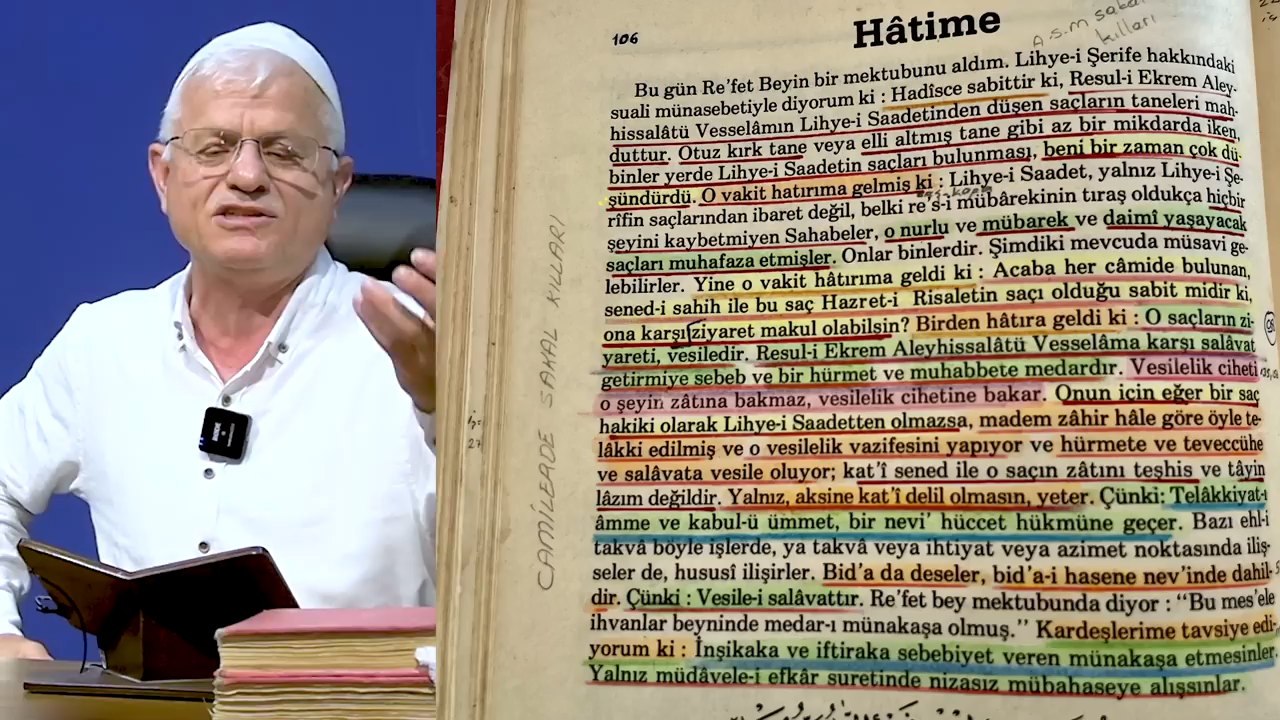 106
Hâtime
A.S.M sakal
kılları
Bu gün Re'fet Beyin bir mektubunu aldım. Lihye-i Şerife hakkındaki
suali münasebetiyle diyorum ki : Hadîsce sabittir ki, Resul-i Ekrem Aley-
hissalâtü Vesselâmın Lihye-i Saadetinden düşen saçların taneleri mah-
duttur. Otuz kırk tane veya elli altmış tane gibi az bir mikdarda iken,
binler yerde Lihye-i Saadetin saçları bulunması, beni bir zaman çok dü-
şündürdü. O vakit hatırıma gelmiş ki : Lihye-i Saadet, yalnız Lihye-i Şe-
rîfin saçlarından ibaret değil, belki re's-i mübârekinin tıraş oldukça hiçbir
şeyini kaybetmiyen Sahabeler, o nurlu ve mübarek ve daimî yaşayacak
saçları muhafaza etmişler. Onlar binlerdir. Şimdiki mevcuda müsavi ge-
lebilirler. Yine o vakit hâtırıma geldi ki : Acaba her câmide bulunan,
sened-i sahih ile bu saç Hazret-i Risaletin saçı olduğu sabit midir ki,
ona karşı ziyaret makul olabilsin? Birden hâtıra geldi ki : O saçların zi-
yareti, vesiledir. Resul-i Ekrem Aleyhissalâtü Vesselâma karşı salâvat
getirmiye sebeb ve bir hürmet ve muhabbete medardır. Vesilelik ciheti
o şeyin zâtına bakmaz, vesilelik cihetine bakar. Onun için eğer bir saç
hakiki olarak Lihye-i Saadetten olmazsa, madem zâhir hâle göre öyle te-
lâkki edilmiş ve o vesilelik vazifesini yapıyor ve hürmete ve teveccühe
ve salâvata vesile oluyor; kat'î sened ile o saçın zâtını teşhis ve tâyin
lâzım değildir. Yalnız, aksine kat'î delil olmasın, yeter. Çünki: Telâkkiyat-ı
âmme ve kabul-ü ümmet, bir nevi' hüccet hükmüne geçer. Bazı ehl-i
takvâ böyle işlerde, ya takvâ veya ihtiyat veya azimet noktasında iliş-
seler de, hususî ilişirler. Bid'a da deseler, bid'a-i hasene nev'inde dahil-
dir. Çünki : Vesile-i salâvattır. Re'fet bey mektubunda diyor : "Bu mes'ele
ihvanlar beyninde medar-ı münakaşa olmuş." Kardeşlerime tavsiye edi-
yorum ki : İnşikaka ve iftiraka sebebiyet veren münakaşa etmesinler.
Yalnız müdâvele-i efkâr suretinde nizasız mübahaseye alışsınlar.
CAMİLERDE SAKAL KILLARI
27